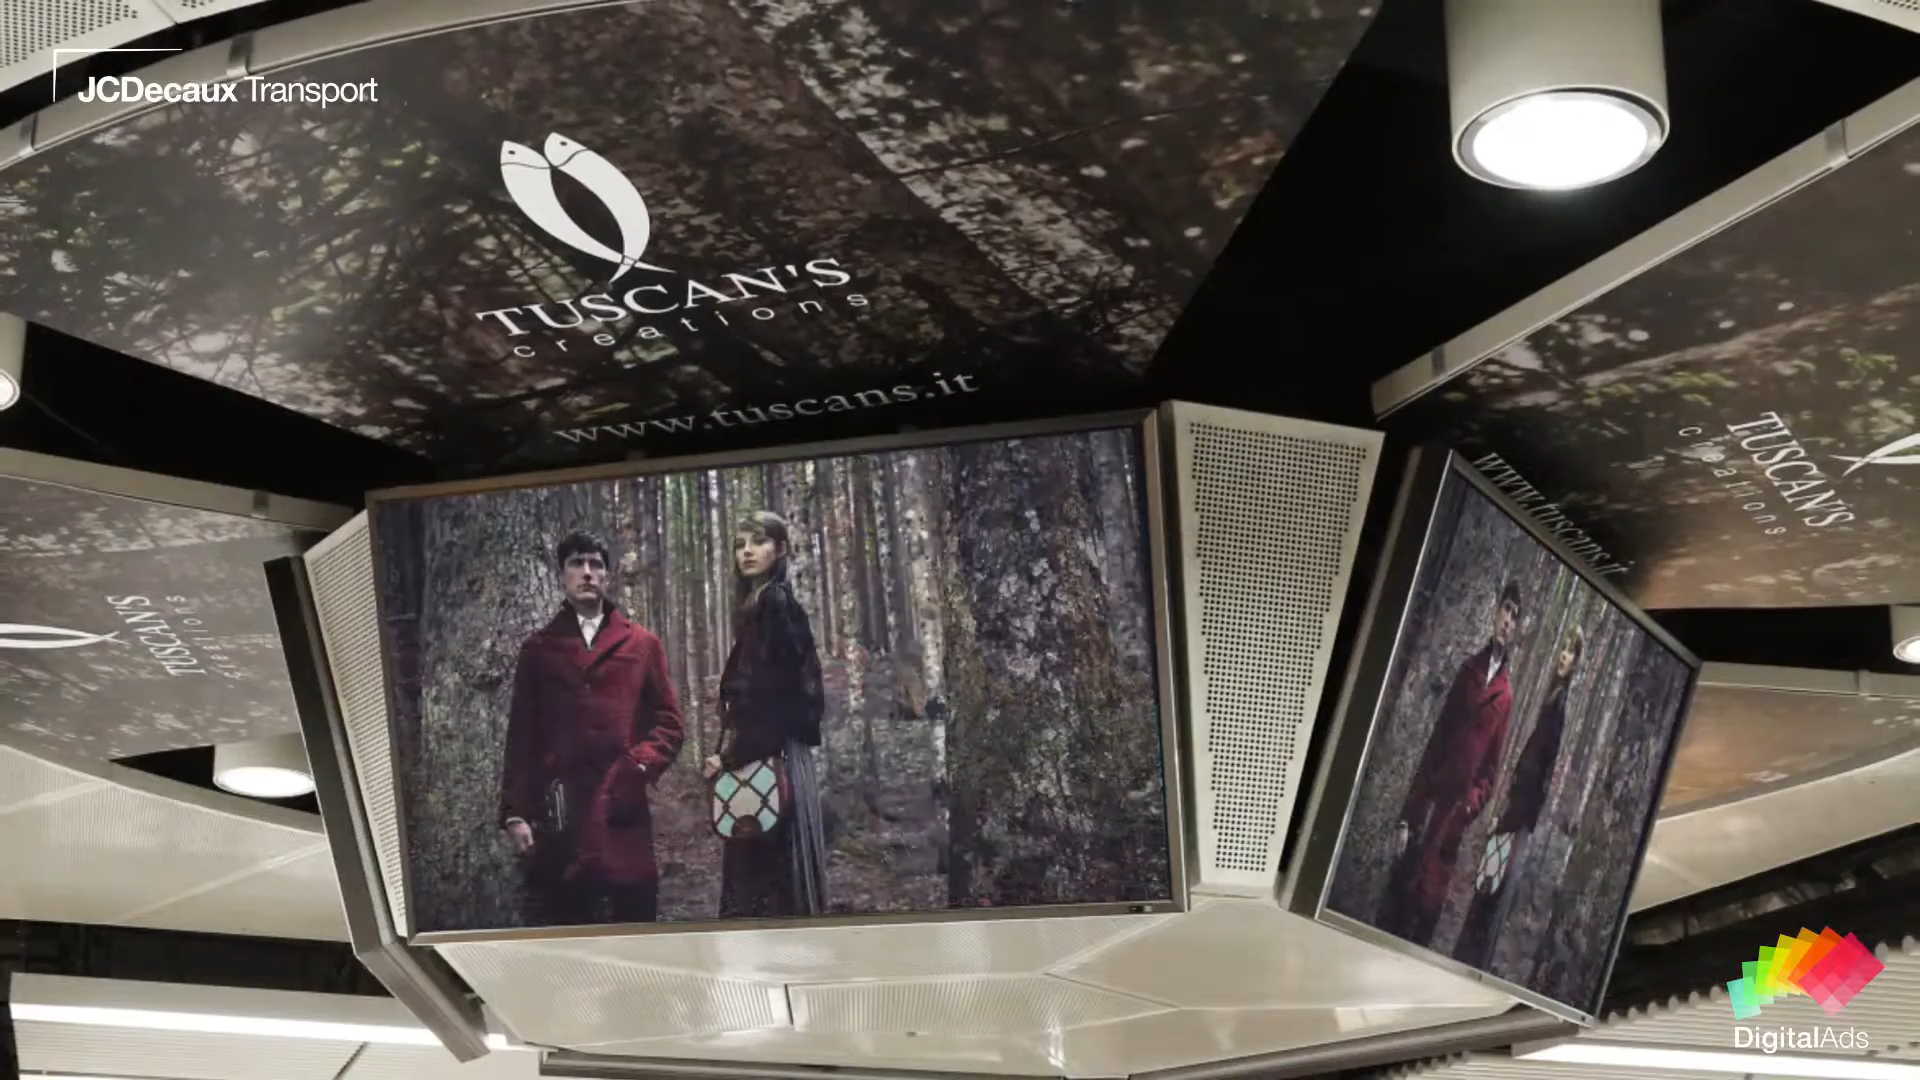 JCDecaux Transport
TUSCAN'S
creations
www.tuscans.it
TUSCAN'S
creations
www.tuscans.it
TUSCAN'S
creations
DigitalAds